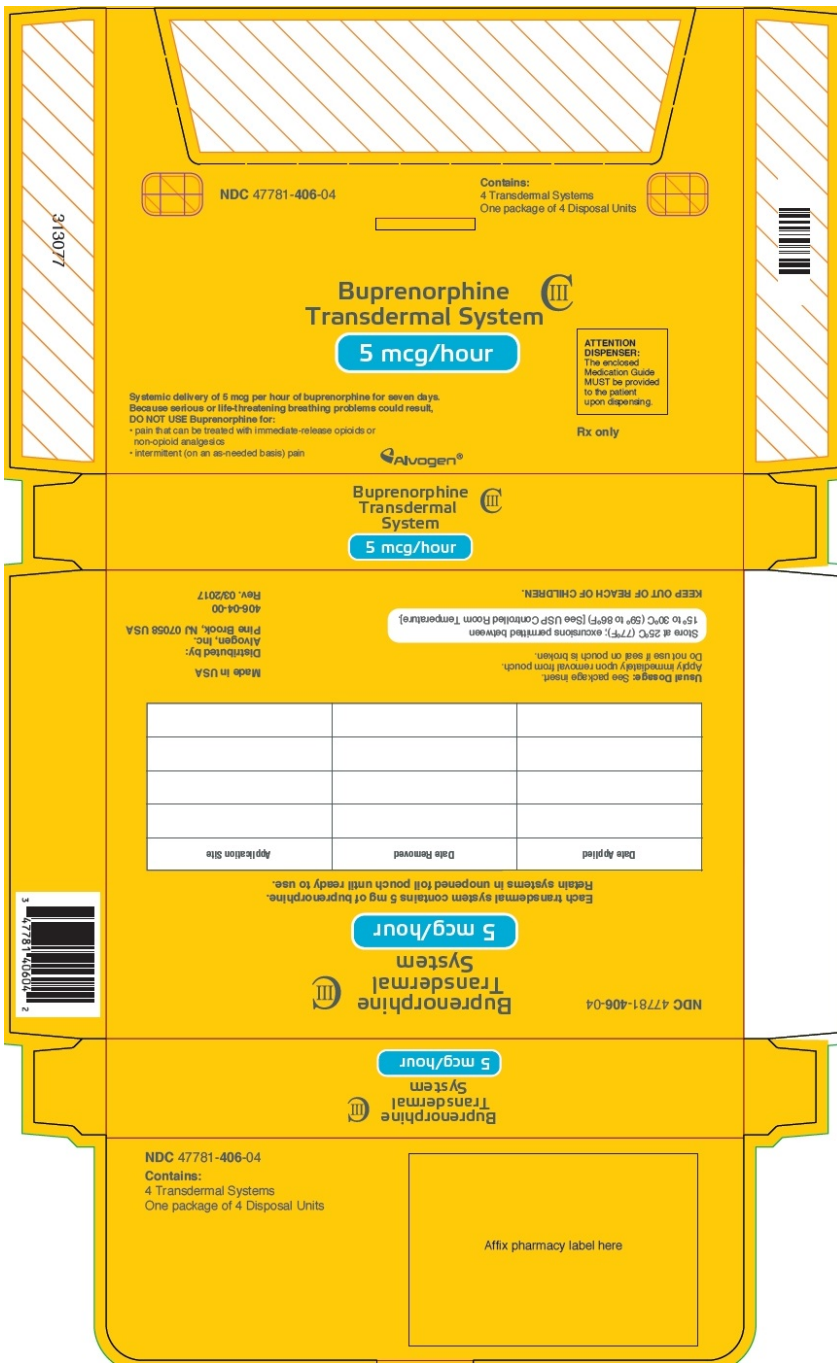 313077
NDC 47781-406-04
Contains:
4 Transdermal Systems
One package of 4 Disposal Units
Buprenorphine
Transdermal System
CIII
5 mcg/hour
ATTENTION
DISPENSER:
The enclosed
Medication Guide
MUST be provided
to the patient
upon dispensing.
Rx only
Systemic delivery of 5 mcg per hour of buprenorphine for seven days.
Because serious or life-threatening breathing problems could result,
DO NOT USE Buprenorphine for:
• pain that can be treated with immediate-release opioids or
non-opioid analgesics
• intermittent (on an as-needed basis) pain
Alvogen®
Buprenorphine
Transdermal
System
CIII
5 mcg/hour
NDC 47781-406-04
Buprenorphine
Transdermal
System
CIII
5 mcg/hour
Each transdermal system contains 5 mg of buprenorphine.
Retain systems in unopened foil pouch until ready to use.
Date Applied
Date Removed
Application Site
Usual Dosage: See package insert.
Apply immediately upon removal from pouch.
Do not use if seal on pouch is broken.
Store at 25°C (77°F); excursions permitted between
15° to 30°C (59° to 86°F) [See USP Controlled Room Temperature].
KEEP OUT OF REACH OF CHILDREN.
Made in USA
Distributed by:
Alvogen, Inc.
Pine Brook, NJ 07058 USA
406-04-00
Rev. 03/2017
3 47781 40604 2
Buprenorphine
Transdermal
System
CIII
5 mcg/hour
NDC 47781-406-04
Contains:
4 Transdermal Systems
One package of 4 Disposal Units
Affix pharmacy label here